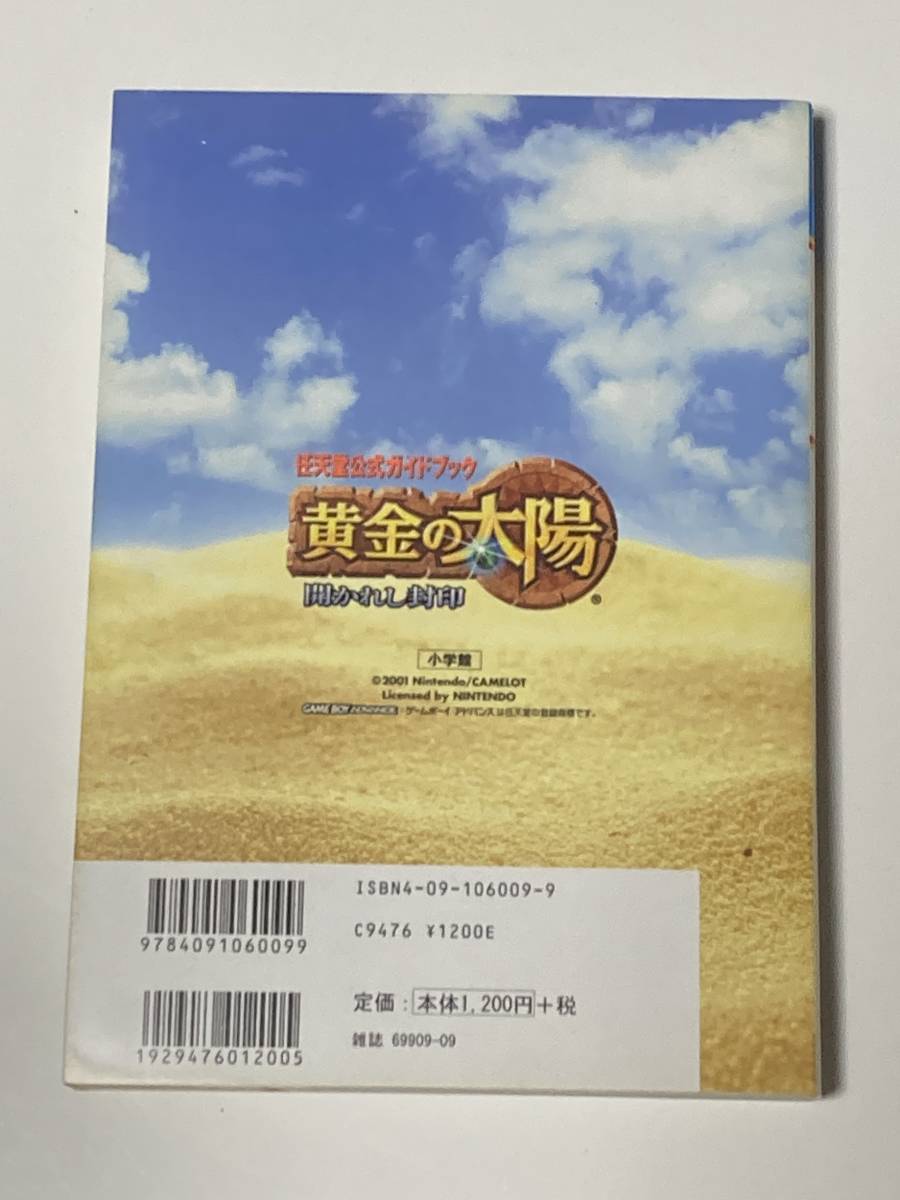 任天堂公式ガイドブック
黄金の太陽
開かれし封印
®
小学館
©2001 Nintendo/CAMELOT
Licensed by NINTENDO
GAME BOY ADVANCE・ゲームボーイ アドバンスは任天堂の登録商標です。
ISBN4-09-106009-9
C9476 ¥1200E
9784091060099
定価：本体1,200円+税
雑誌 69909-09
1929476012005